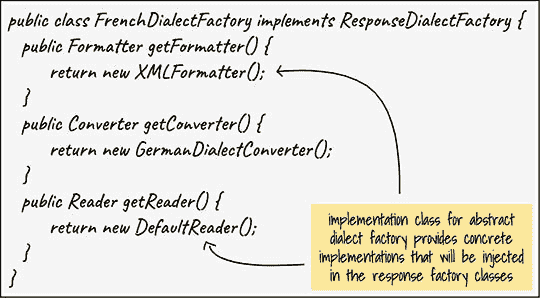 public class FrenchDialectFactory implements ResponseDialectFactory {
public Formatter getFormatter() {
return new XMLFormatter();
}
public Converter getConverter() {
return new GermanDialectConverter();
}
public Reader getReader() {
return new DefaultReader();
}
}
implementation class for abstract
dialect factory provides concrete
implementations that will be injected
in the response factory classes